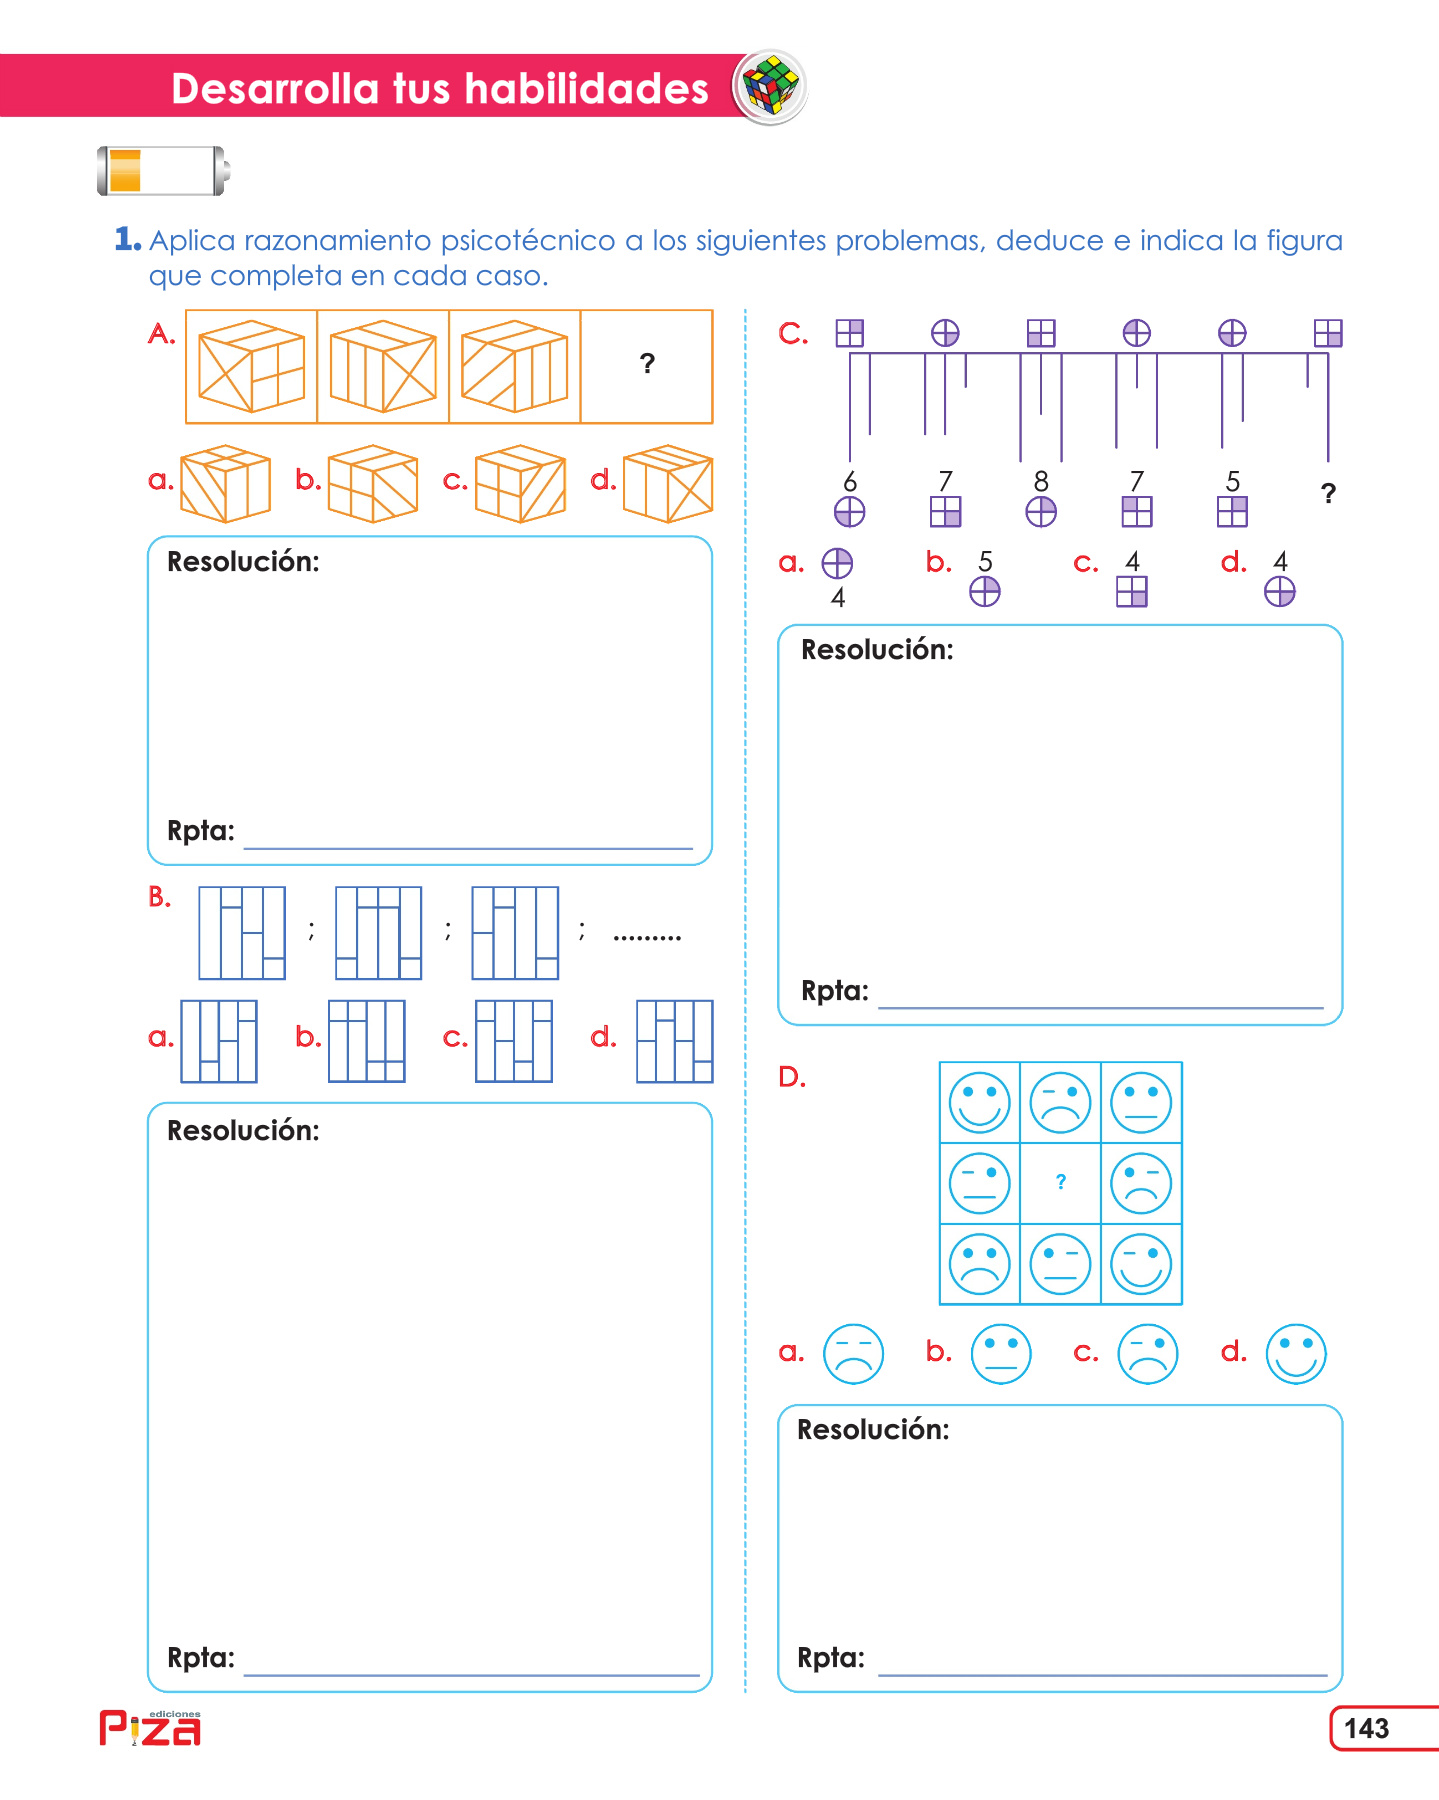 Desarrolla tus habilidades
1. Aplica razonamiento psicotécnico a los siguientes problemas, deduce e indica la figura
que completa en cada caso.
A.
?
a. b. c. d.
Resolución:
Rpta:
B.
; ; ; .........
a. b. c. d.
Resolución:
Rpta:
C.
6 7 8 7 5 ?
a. 4 b. 5 c. 4 d. 4
Resolución:
Rpta:
D.
?
a. b. c. d.
Resolución:
Rpta:
ediciones
Piza
143